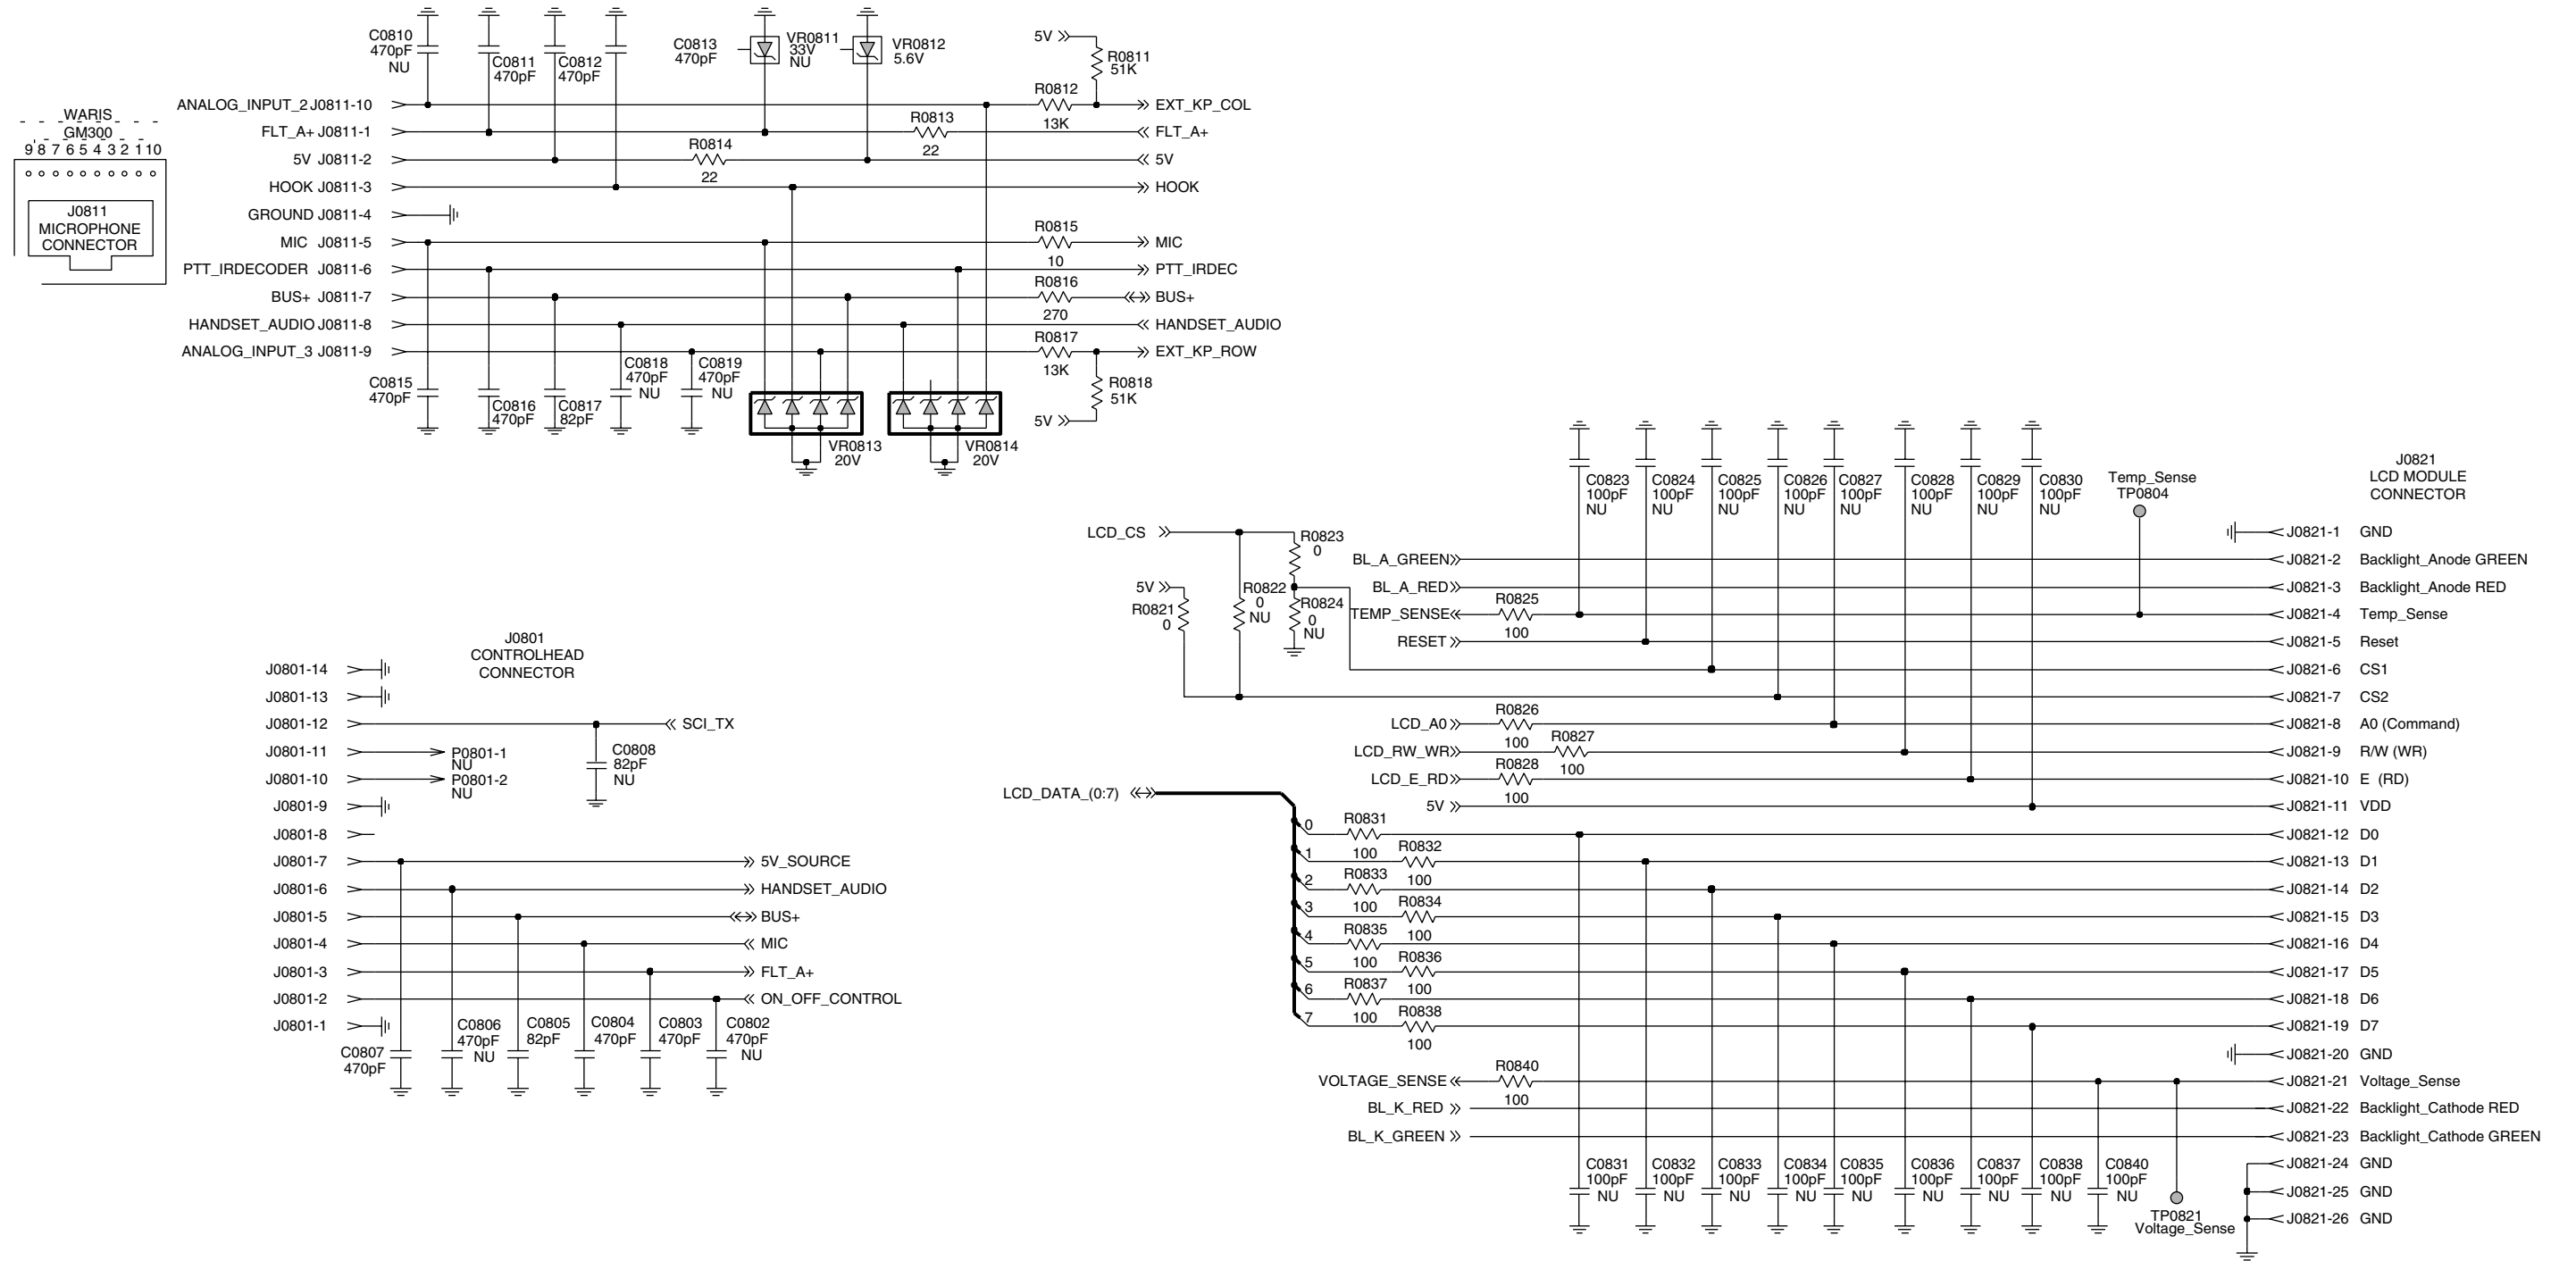 WARIS
GM300
9 8 7 6 5 4 3 2 1 10
J0811
MICROPHONE
CONNECTOR
C0810
470pF
NU
C0811
470pF
C0812
470pF
C0813
470pF
VR0811
33V
NU
VR0812
5.6V
5V
R0811
51K
ANALOG_INPUT_2 J0811-10
R0812
13K
EXT_KP_COL
FLT_A+ J0811-1
R0813
22
FLT_A+
5V J0811-2
R0814
22
5V
HOOK J0811-3
HOOK
GROUND J0811-4
MIC J0811-5
R0815
10
MIC
PTT_IRDECODER J0811-6
PTT_IRDEC
BUS+ J0811-7
R0816
270
BUS+
HANDSET_AUDIO J0811-8
HANDSET_AUDIO
ANALOG_INPUT_3 J0811-9
R0817
13K
EXT_KP_ROW
R0818
51K
5V
C0815
470pF
C0816
470pF
C0817
82pF
C0818
470pF
NU
C0819
470pF
NU
VR0813
20V
VR0814
20V
J0801
CONTROLHEAD
CONNECTOR
J0801-14
J0801-13
J0801-12
SCI_TX
J0801-11
P0801-1
NU
J0801-10
P0801-2
NU
C0808
82pF
NU
J0801-9
J0801-8
J0801-7
5V_SOURCE
J0801-6
HANDSET_AUDIO
J0801-5
BUS+
J0801-4
MIC
J0801-3
FLT_A+
J0801-2
ON_OFF_CONTROL
J0801-1
C0807
470pF
C0806
470pF
NU
C0805
82pF
C0804
470pF
C0803
470pF
C0802
470pF
NU
C0823
100pF
NU
C0824
100pF
NU
C0825
100pF
NU
C0826
100pF
NU
C0827
100pF
NU
C0828
100pF
NU
C0829
100pF
NU
C0830
100pF
NU
Temp_Sense
TP0804
J0821
LCD MODULE
CONNECTOR
LCD_CS
R0823
0
5V
R0821
0
R0822
0
NU
R0824
0
NU
J0821-1 GND
BL_A_GREEN
J0821-2 Backlight_Anode GREEN
BL_A_RED
J0821-3 Backlight_Anode RED
TEMP_SENSE
R0825
100
J0821-4 Temp_Sense
RESET
J0821-5 Reset
J0821-6 CS1
J0821-7 CS2
LCD_A0
R0826
100
J0821-8 A0 (Command)
LCD_RW_WR
R0827
100
J0821-9 R/W (WR)
LCD_E_RD
R0828
100
J0821-10 E (RD)
5V
J0821-11 VDD
LCD_DATA_(0:7)
0
R0831
100
J0821-12 D0
1
R0832
100
J0821-13 D1
2
R0833
100
J0821-14 D2
3
R0834
100
J0821-15 D3
4
R0835
100
J0821-16 D4
5
R0836
100
J0821-17 D5
6
R0837
100
J0821-18 D6
7
R0838
100
J0821-19 D7
J0821-20 GND
VOLTAGE_SENSE
R0840
100
J0821-21 Voltage_Sense
BL_K_RED
J0821-22 Backlight_Cathode RED
BL_K_GREEN
J0821-23 Backlight_Cathode GREEN
C0831
100pF
NU
C0832
100pF
NU
C0833
100pF
NU
C0834
100pF
NU
C0835
100pF
NU
C0836
100pF
NU
C0837
100pF
NU
C0838
100pF
NU
C0840
100pF
NU
TP0821
Voltage_Sense
J0821-24 GND
J0821-25 GND
J0821-26 GND